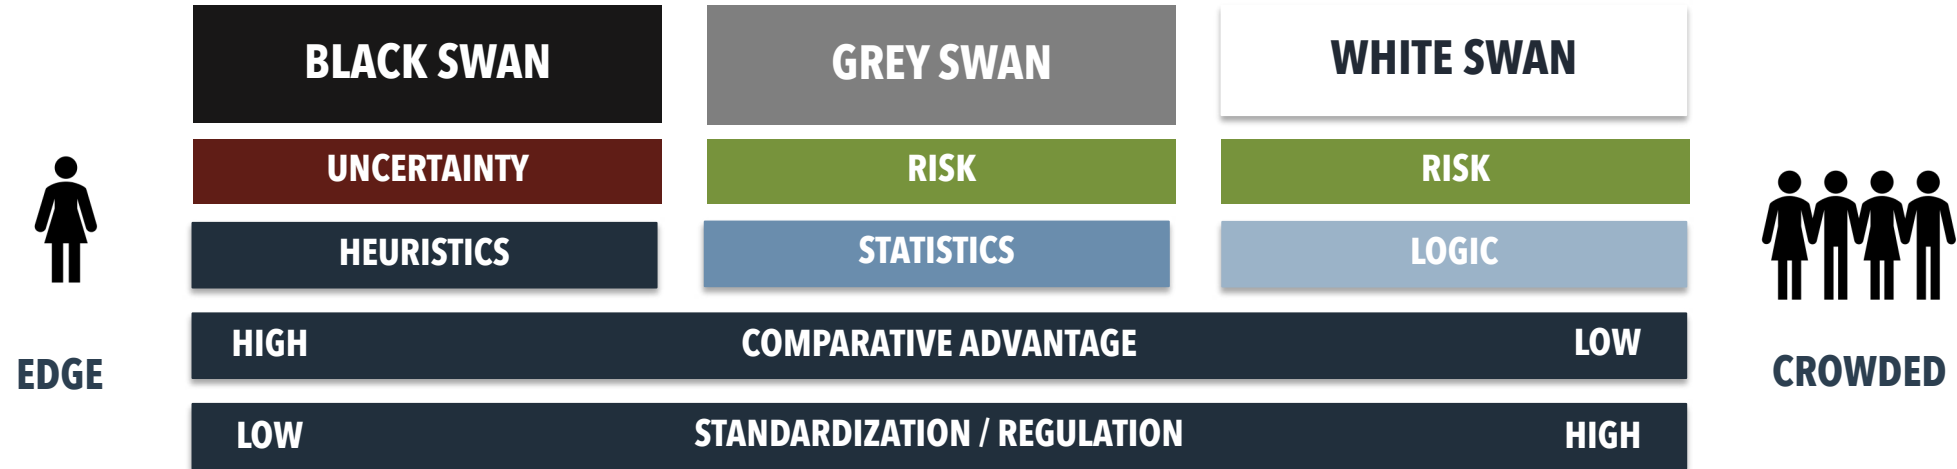 BLACK SWAN
GREY SWAN
WHITE SWAN
UNCERTAINTY
RISK
RISK
HEURISTICS
STATISTICS
LOGIC
HIGH COMPARATIVE ADVANTAGE LOW
EDGE
CROWDED
LOW STANDARDIZATION / REGULATION HIGH